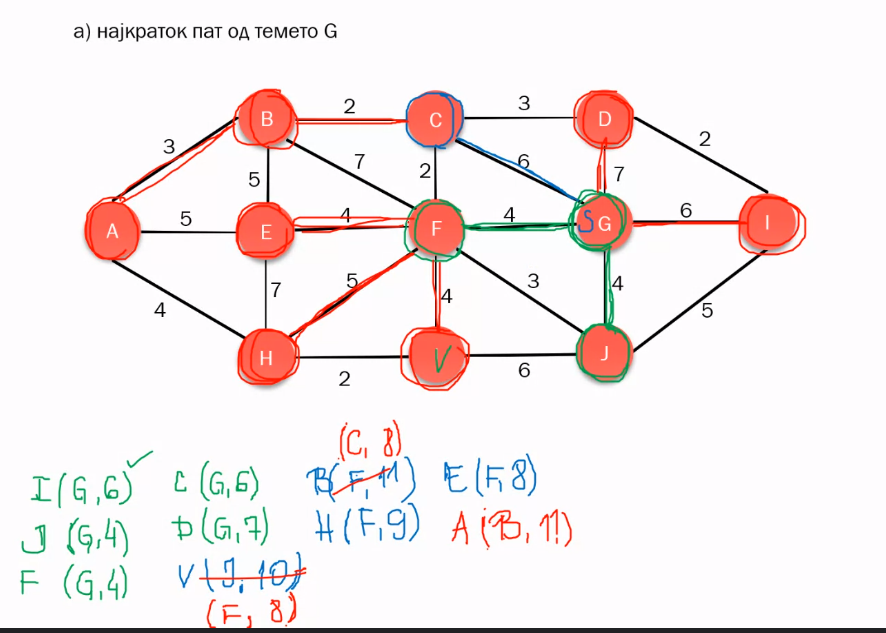 а) најкраток пат од темето G
B 2 C 3 D
3 5 7 2 6 7 2
A 5 E 4 F 4 S G 6 I
4 7 5 4 3 4 5
H 2 V 6 J
(C, 8)
I (G,6) ✓ C (G,6) B(F,11) E (F,8)
J (G,4) D (G,7) H (F,9) A (B, 11)
F (G,4) V (J, 10)
(F, 8)